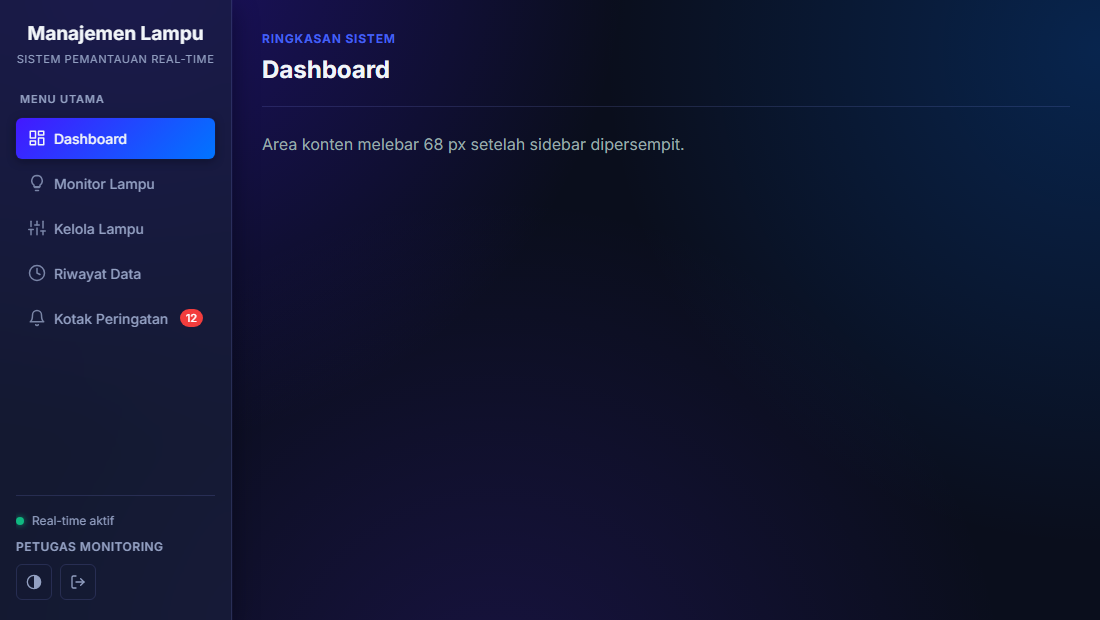 Manajemen Lampu
SISTEM PEMANTAUAN REAL-TIME
MENU UTAMA
Dashboard
Monitor Lampu
Kelola Lampu
Riwayat Data
Kotak Peringatan 12
Real-time aktif
PETUGAS MONITORING
RINGKASAN SISTEM
Dashboard
Area konten melebar 68 px setelah sidebar dipersempit.